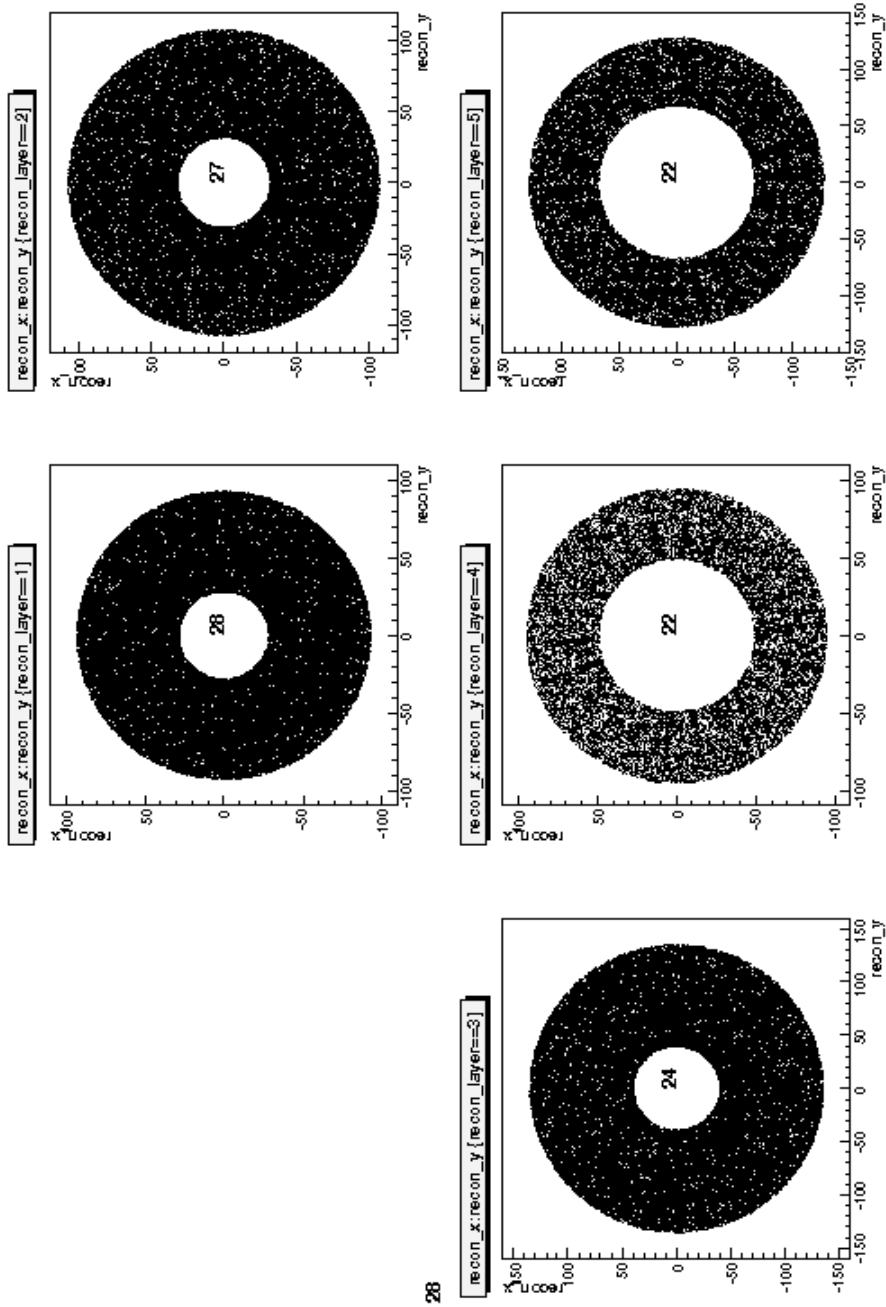 recon_x:recon_y {recon_layer==1}
recon_x
100
50
0
-50
-100
28
-100 -50 0 50 100
recon_y
recon_x:recon_y {recon_layer==2}
recon_x
100
50
0
-50
-100
27
-100 -50 0 50 100
recon_y
28
recon_x:recon_y {recon_layer==3}
recon_x
150
100
50
0
-50
-100
-150
24
-150 -100 -50 0 50 100 150
recon_y
recon_x:recon_y {recon_layer==4}
recon_x
100
50
0
-50
-100
22
-100 -50 0 50 100
recon_y
recon_x:recon_y {recon_layer==5}
recon_x
150
100
50
0
-50
-100
-150
22
-150 -100 -50 0 50 100 150
recon_y